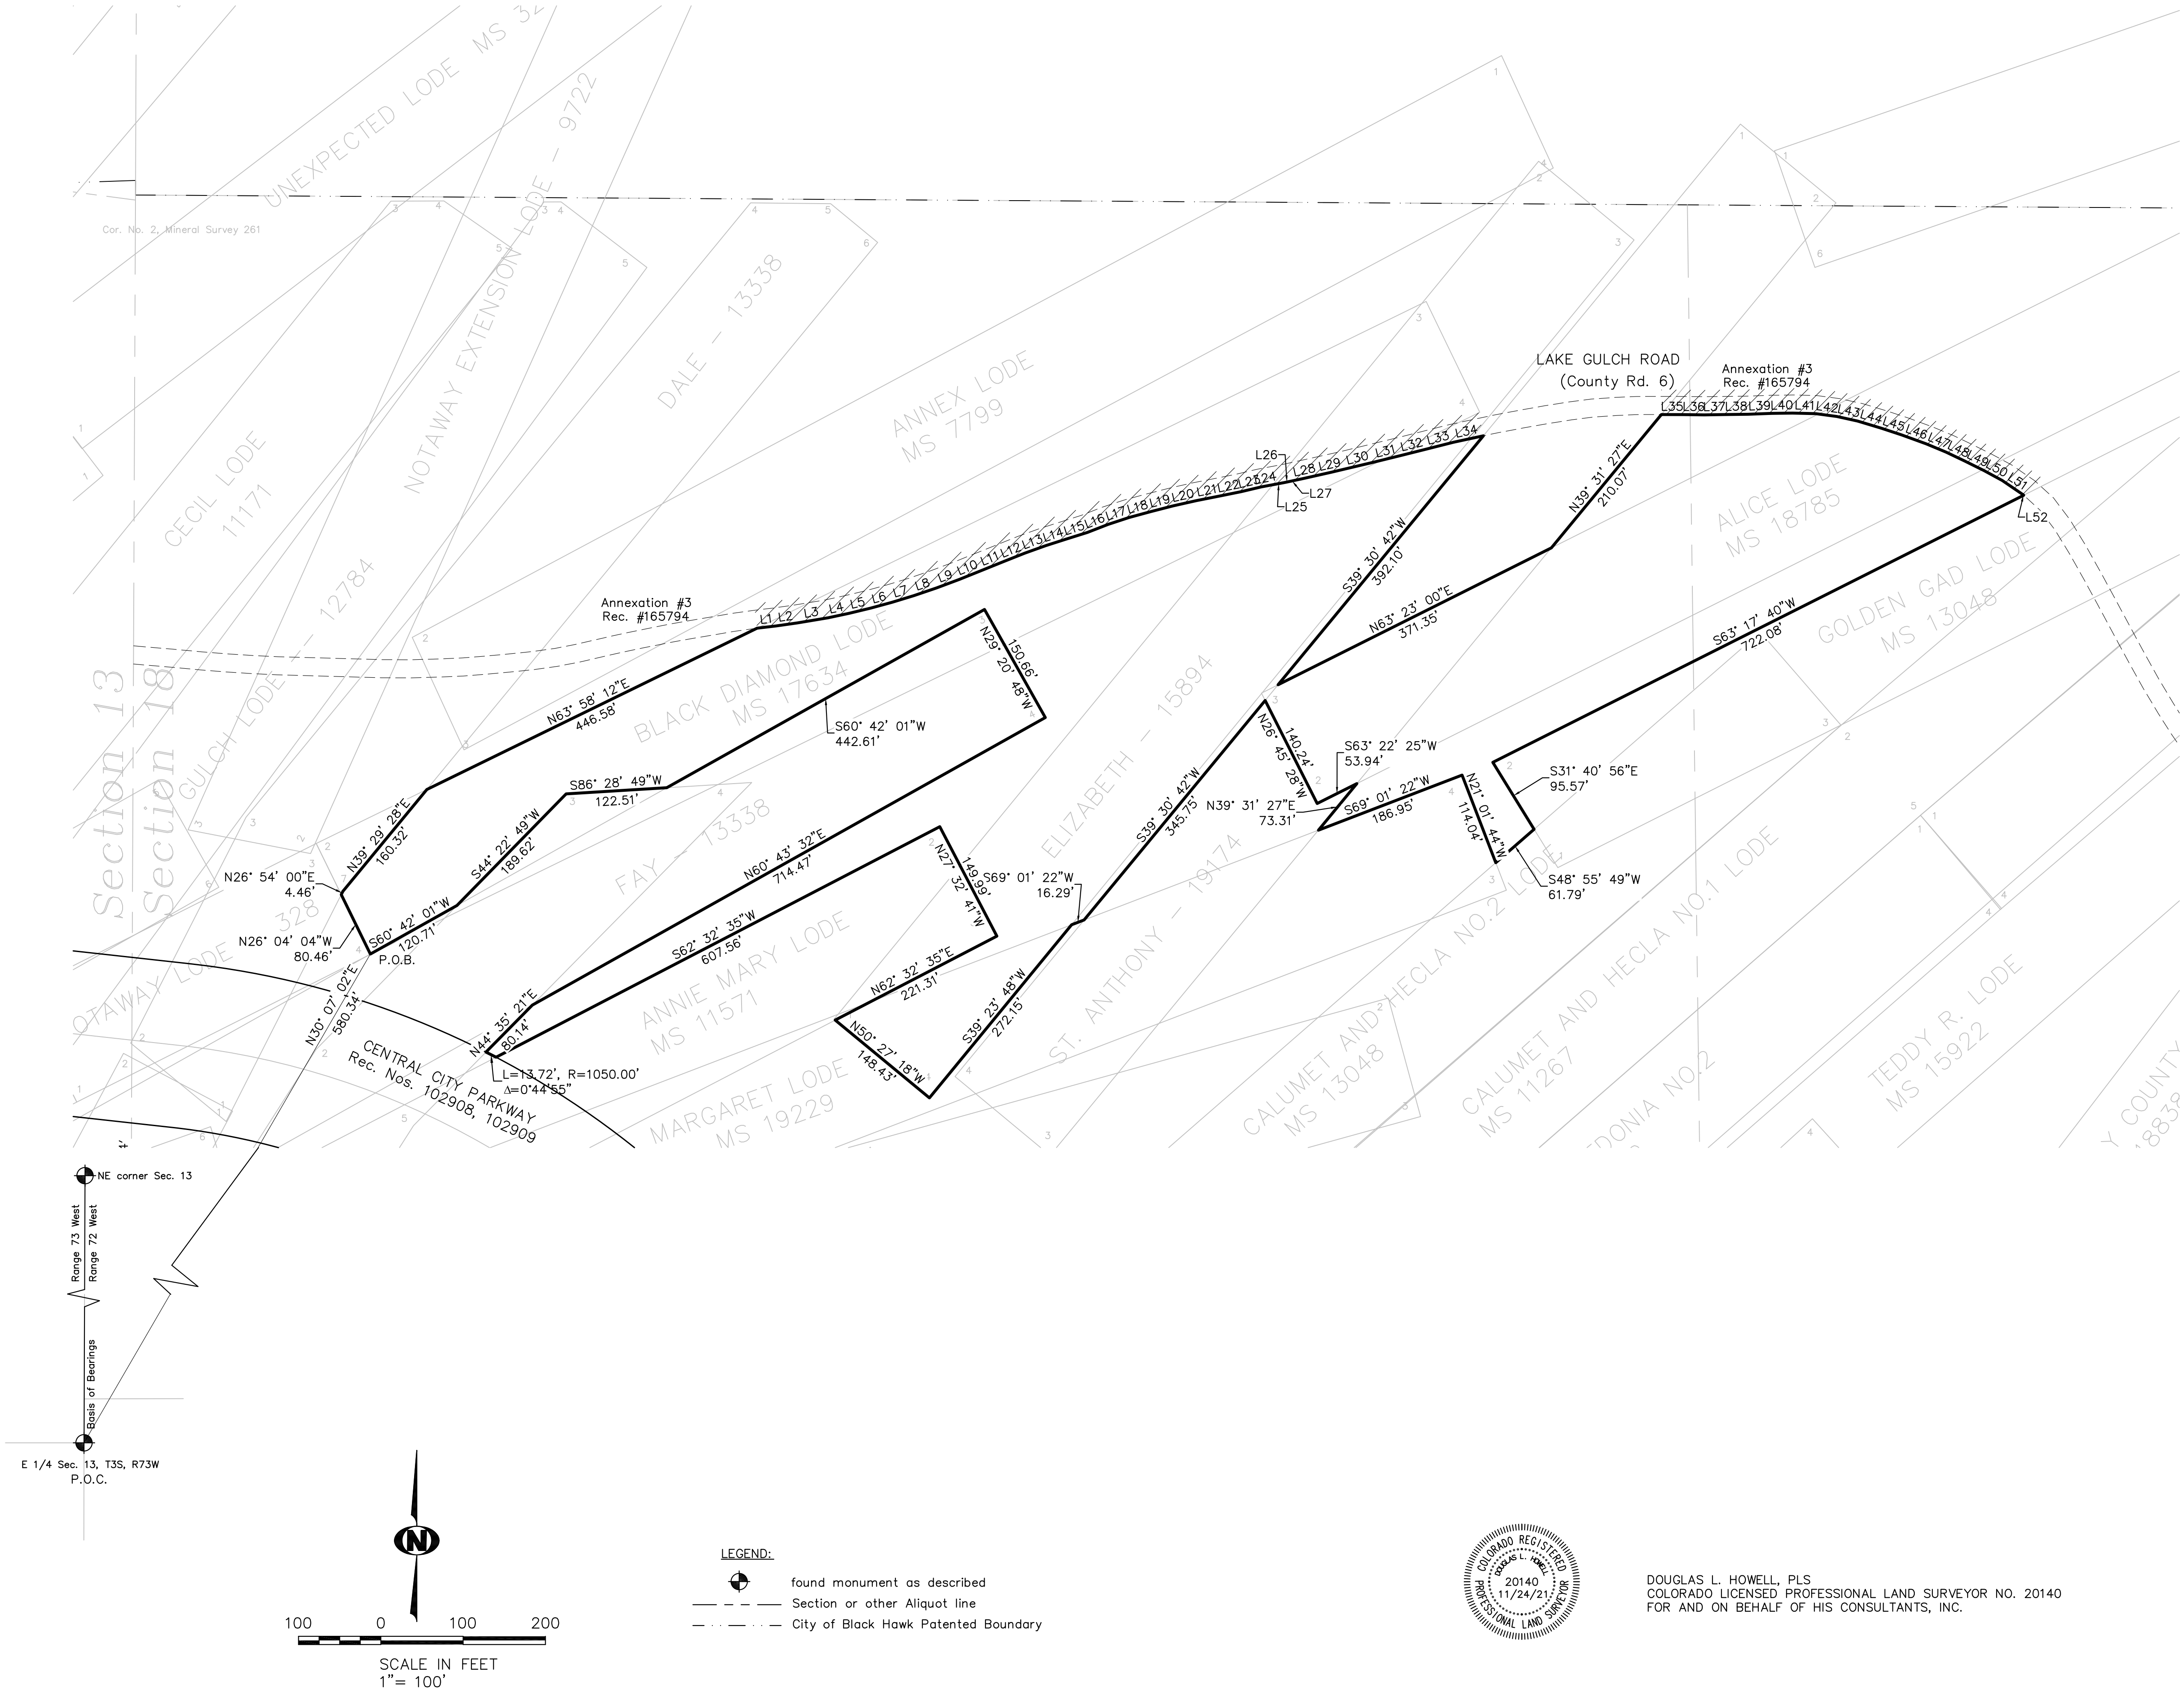 UNEXPECTED LODE MS 32
Cor. No. 2, Mineral Survey 261
NOTAWAY EXTENSION LODE — 9722
DALE — 13338
ANNEX LODE
MS 7799
CECIL LODE
11171
GULCH LODE — 12784
Section 13
Section 18
LAKE GULCH ROAD
(County Rd. 6)
Annexation #3
Rec. #165794
L35 L36 L37 L38 L39 L40 L41 L42 L43 L44 L45 L46 L47 L48 L49 L50 L51
L52
L26
L28 L29 L30 L31 L32 L33 L34
L27
L25
Annexation #3
Rec. #165794
L1 L2 L3 L4 L5 L6 L7 L8 L9 L10 L11 L12 L13 L14 L15 L16 L17 L18 L19 L20 L21 L22 L23 L24
N39° 31' 27"E
210.07'
ALICE LODE
MS 18785
GOLDEN GAD LODE
MS 13048
S39° 30' 42"W
392.10'
N63° 23' 00"E
371.35'
S63° 17' 40"W
722.08'
BLACK DIAMOND LODE
MS 17634
N63° 58' 12"E
446.58'
150.66'
N29° 20' 48"W
S60° 42' 01"W
442.61'
S86° 28' 49"W
122.51'
ELIZABETH — 15894
S39° 30' 42"W
345.75'
140.24'
N26° 45' 28"W
S63° 22' 25"W
53.94'
N39° 31' 27"E
73.31'
S69° 01' 22"W
186.95'
N21° 01' 44"W
114.04'
S31° 40' 56"E
95.57'
S48° 55' 49"W
61.79'
N39° 29' 28"E
160.32'
S44° 22' 49"W
189.62'
FAY — 13338
N60° 43' 32"E
714.47'
N26° 54' 00"E
4.46'
N26° 04' 04"W
80.46'
S60° 42' 01"W
120.71'
P.O.B.
OTAWAY LODE 328
N30° 07' 02"E
580.34'
S62° 32' 35"W
607.56'
149.99'
N27° 32' 41"W
S69° 01' 22"W
16.29'
ANNIE MARY LODE
MS 11571
N62° 32' 35"E
221.31'
N50° 27' 18"W
148.43'
S39° 23' 48"W
272.15'
N44° 35' 21"E
80.14'
L=13.72', R=1050.00'
Δ=0°44'55"
CENTRAL CITY PARKWAY
Rec. Nos. 102908, 102909
MARGARET LODE
MS 19229
ST. ANTHONY — 19174
CALUMET AND HECLA NO.2 LODE
MS 13048
CALUMET AND HECLA NO.1 LODE
MS 11267
DONIA NO.2
TEDDY R. LODE
MS 15922
Y COUNTY
NE corner Sec. 13
Range 73 West
Range 72 West
Basis of Bearings
E 1/4 Sec. 13, T3S, R73W
P.O.C.
N
100 0 100 200
SCALE IN FEET
1"= 100'
LEGEND:
found monument as described
Section or other Aliquot line
City of Black Hawk Patented Boundary
COLORADO REGISTERED
DOUGLAS L. HOWELL
20140
11/24/21
PROFESSIONAL LAND SURVEYOR
DOUGLAS L. HOWELL, PLS
COLORADO LICENSED PROFESSIONAL LAND SURVEYOR NO. 20140
FOR AND ON BEHALF OF HIS CONSULTANTS, INC.